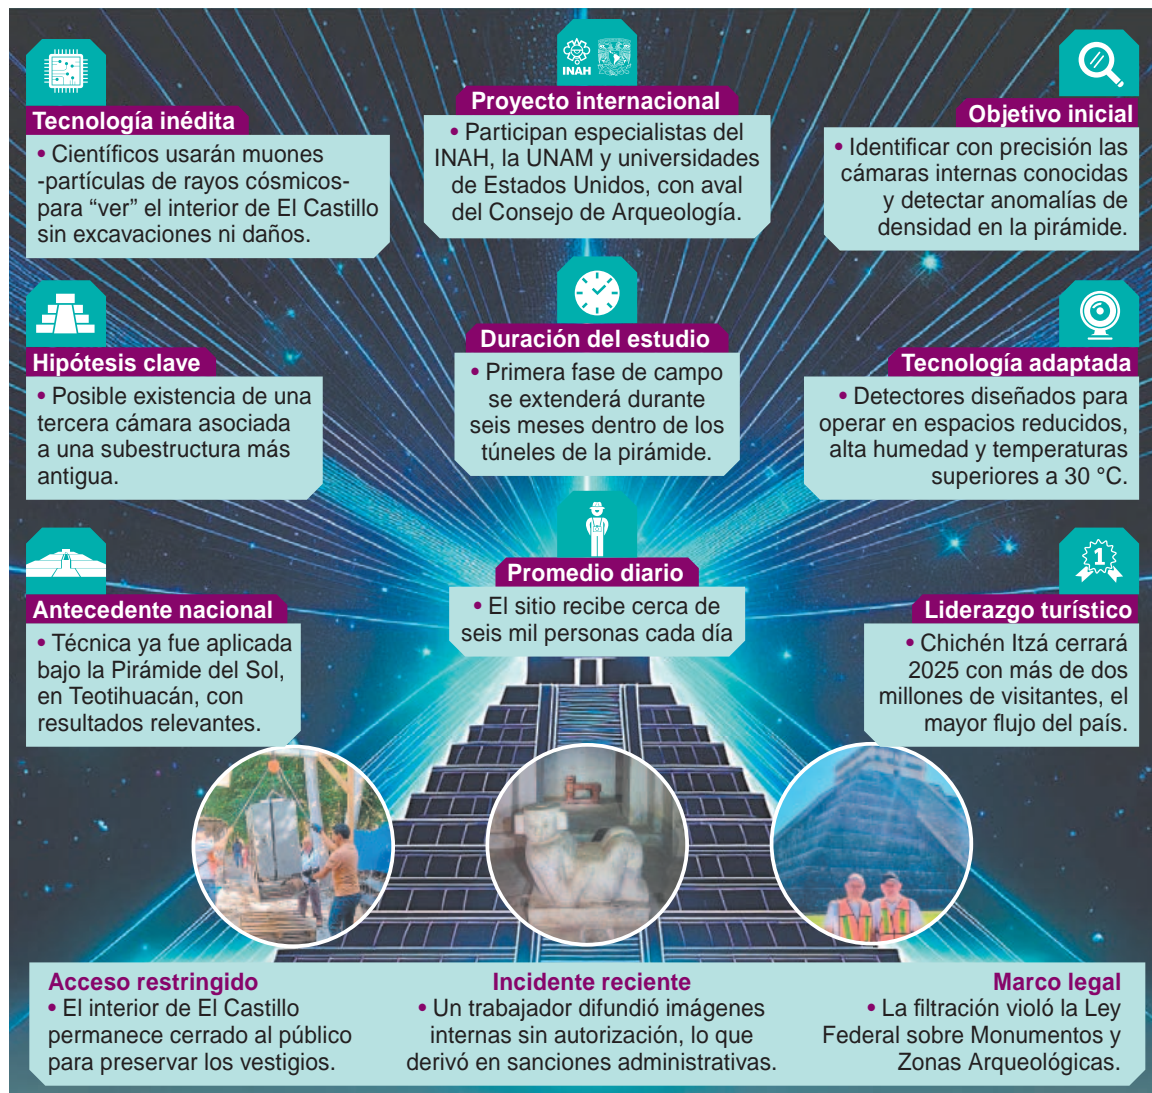 Tecnología inédita
• Científicos usarán muones
-partículas de rayos cósmicos-
para “ver” el interior de El Castillo
sin excavaciones ni daños.
INAH
Proyecto internacional
• Participan especialistas del
INAH, la UNAM y universidades
de Estados Unidos, con aval
del Consejo de Arqueología.
Objetivo inicial
• Identificar con precisión las
cámaras internas conocidas
y detectar anomalías de
densidad en la pirámide.
Hipótesis clave
• Posible existencia de una
tercera cámara asociada
a una subestructura más
antigua.
Duración del estudio
• Primera fase de campo
se extenderá durante
seis meses dentro de los
túneles de la pirámide.
Tecnología adaptada
• Detectores diseñados para
operar en espacios reducidos,
alta humedad y temperaturas
superiores a 30 °C.
Antecedente nacional
• Técnica ya fue aplicada
bajo la Pirámide del Sol,
en Teotihuacán, con
resultados relevantes.
Promedio diario
• El sitio recibe cerca de
seis mil personas cada día
1
Liderazgo turístico
• Chichén Itzá cerrará
2025 con más de dos
millones de visitantes, el
mayor flujo del país.
Acceso restringido
• El interior de El Castillo
permanece cerrado al público
para preservar los vestigios.
Incidente reciente
• Un trabajador difundió imágenes
internas sin autorización, lo que
derivó en sanciones administrativas.
Marco legal
• La filtración violó la Ley
Federal sobre Monumentos y
Zonas Arqueológicas.